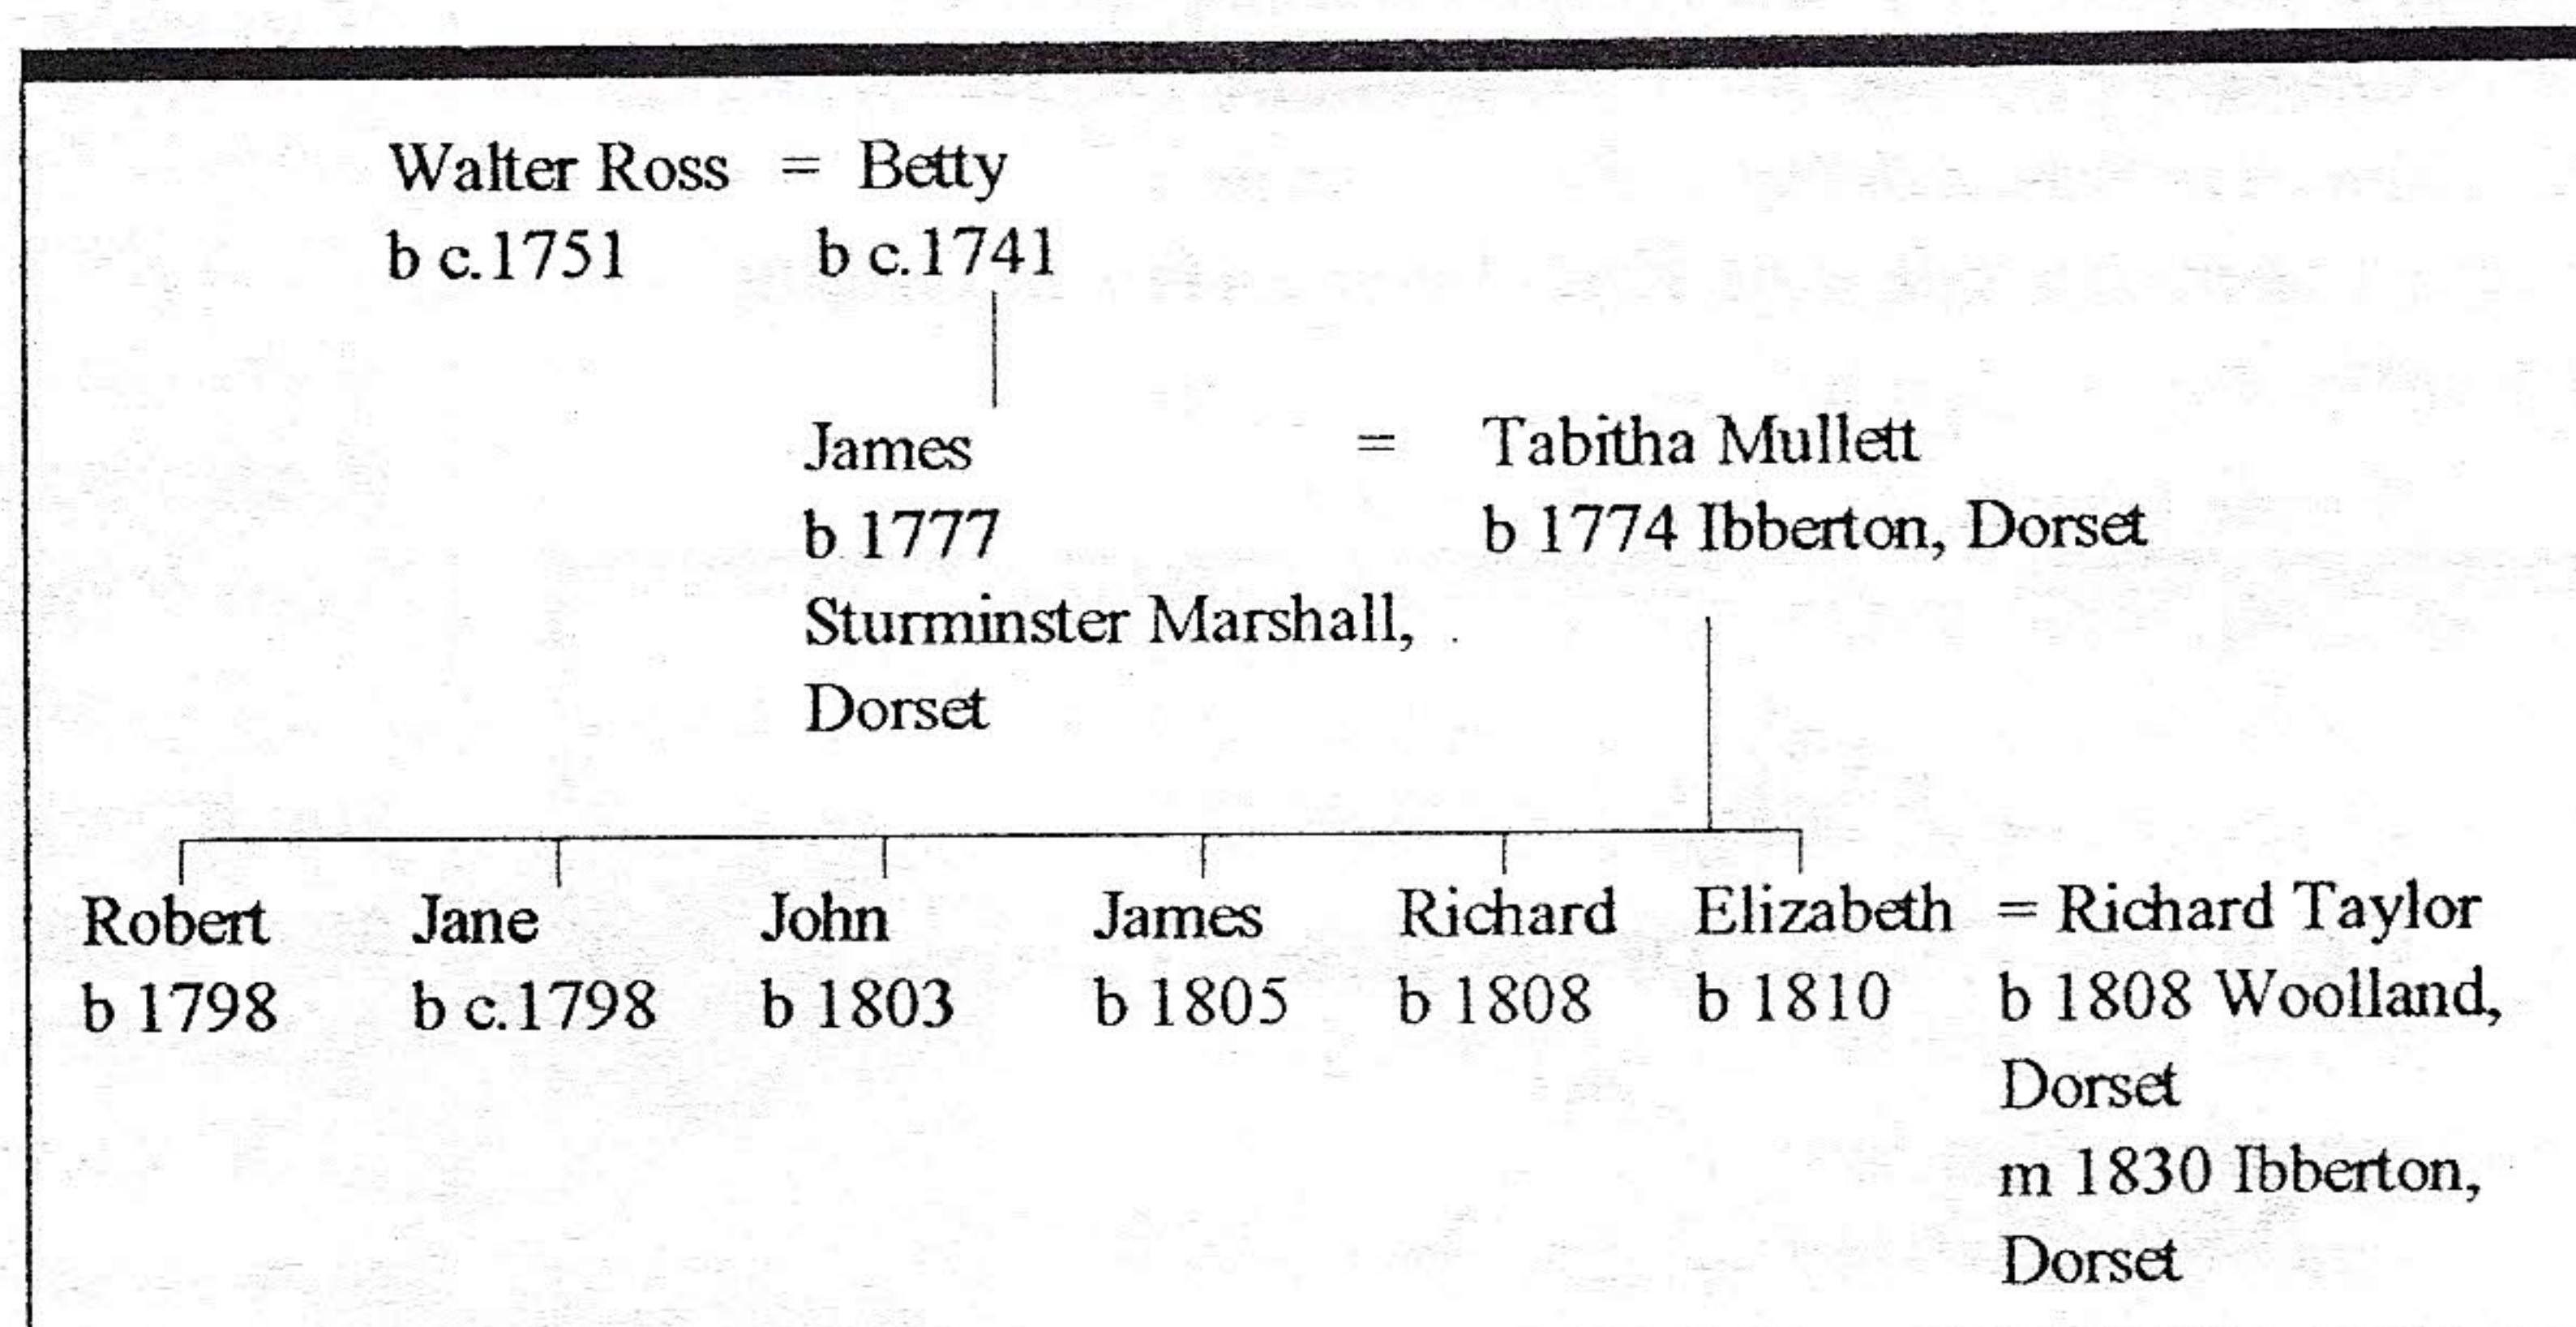 Walter Ross = Betty
b c.1751 b c.1741
James = Tabitha Mullett
b 1777 b 1774 Ibberton, Dorset
Sturminster Marshall,
Dorset
Robert Jane John James Richard Elizabeth = Richard Taylor
b 1798 b c.1798 b 1803 b 1805 b 1808 b 1810 b 1808 Woolland,
Dorset
m 1830 Ibberton,
Dorset